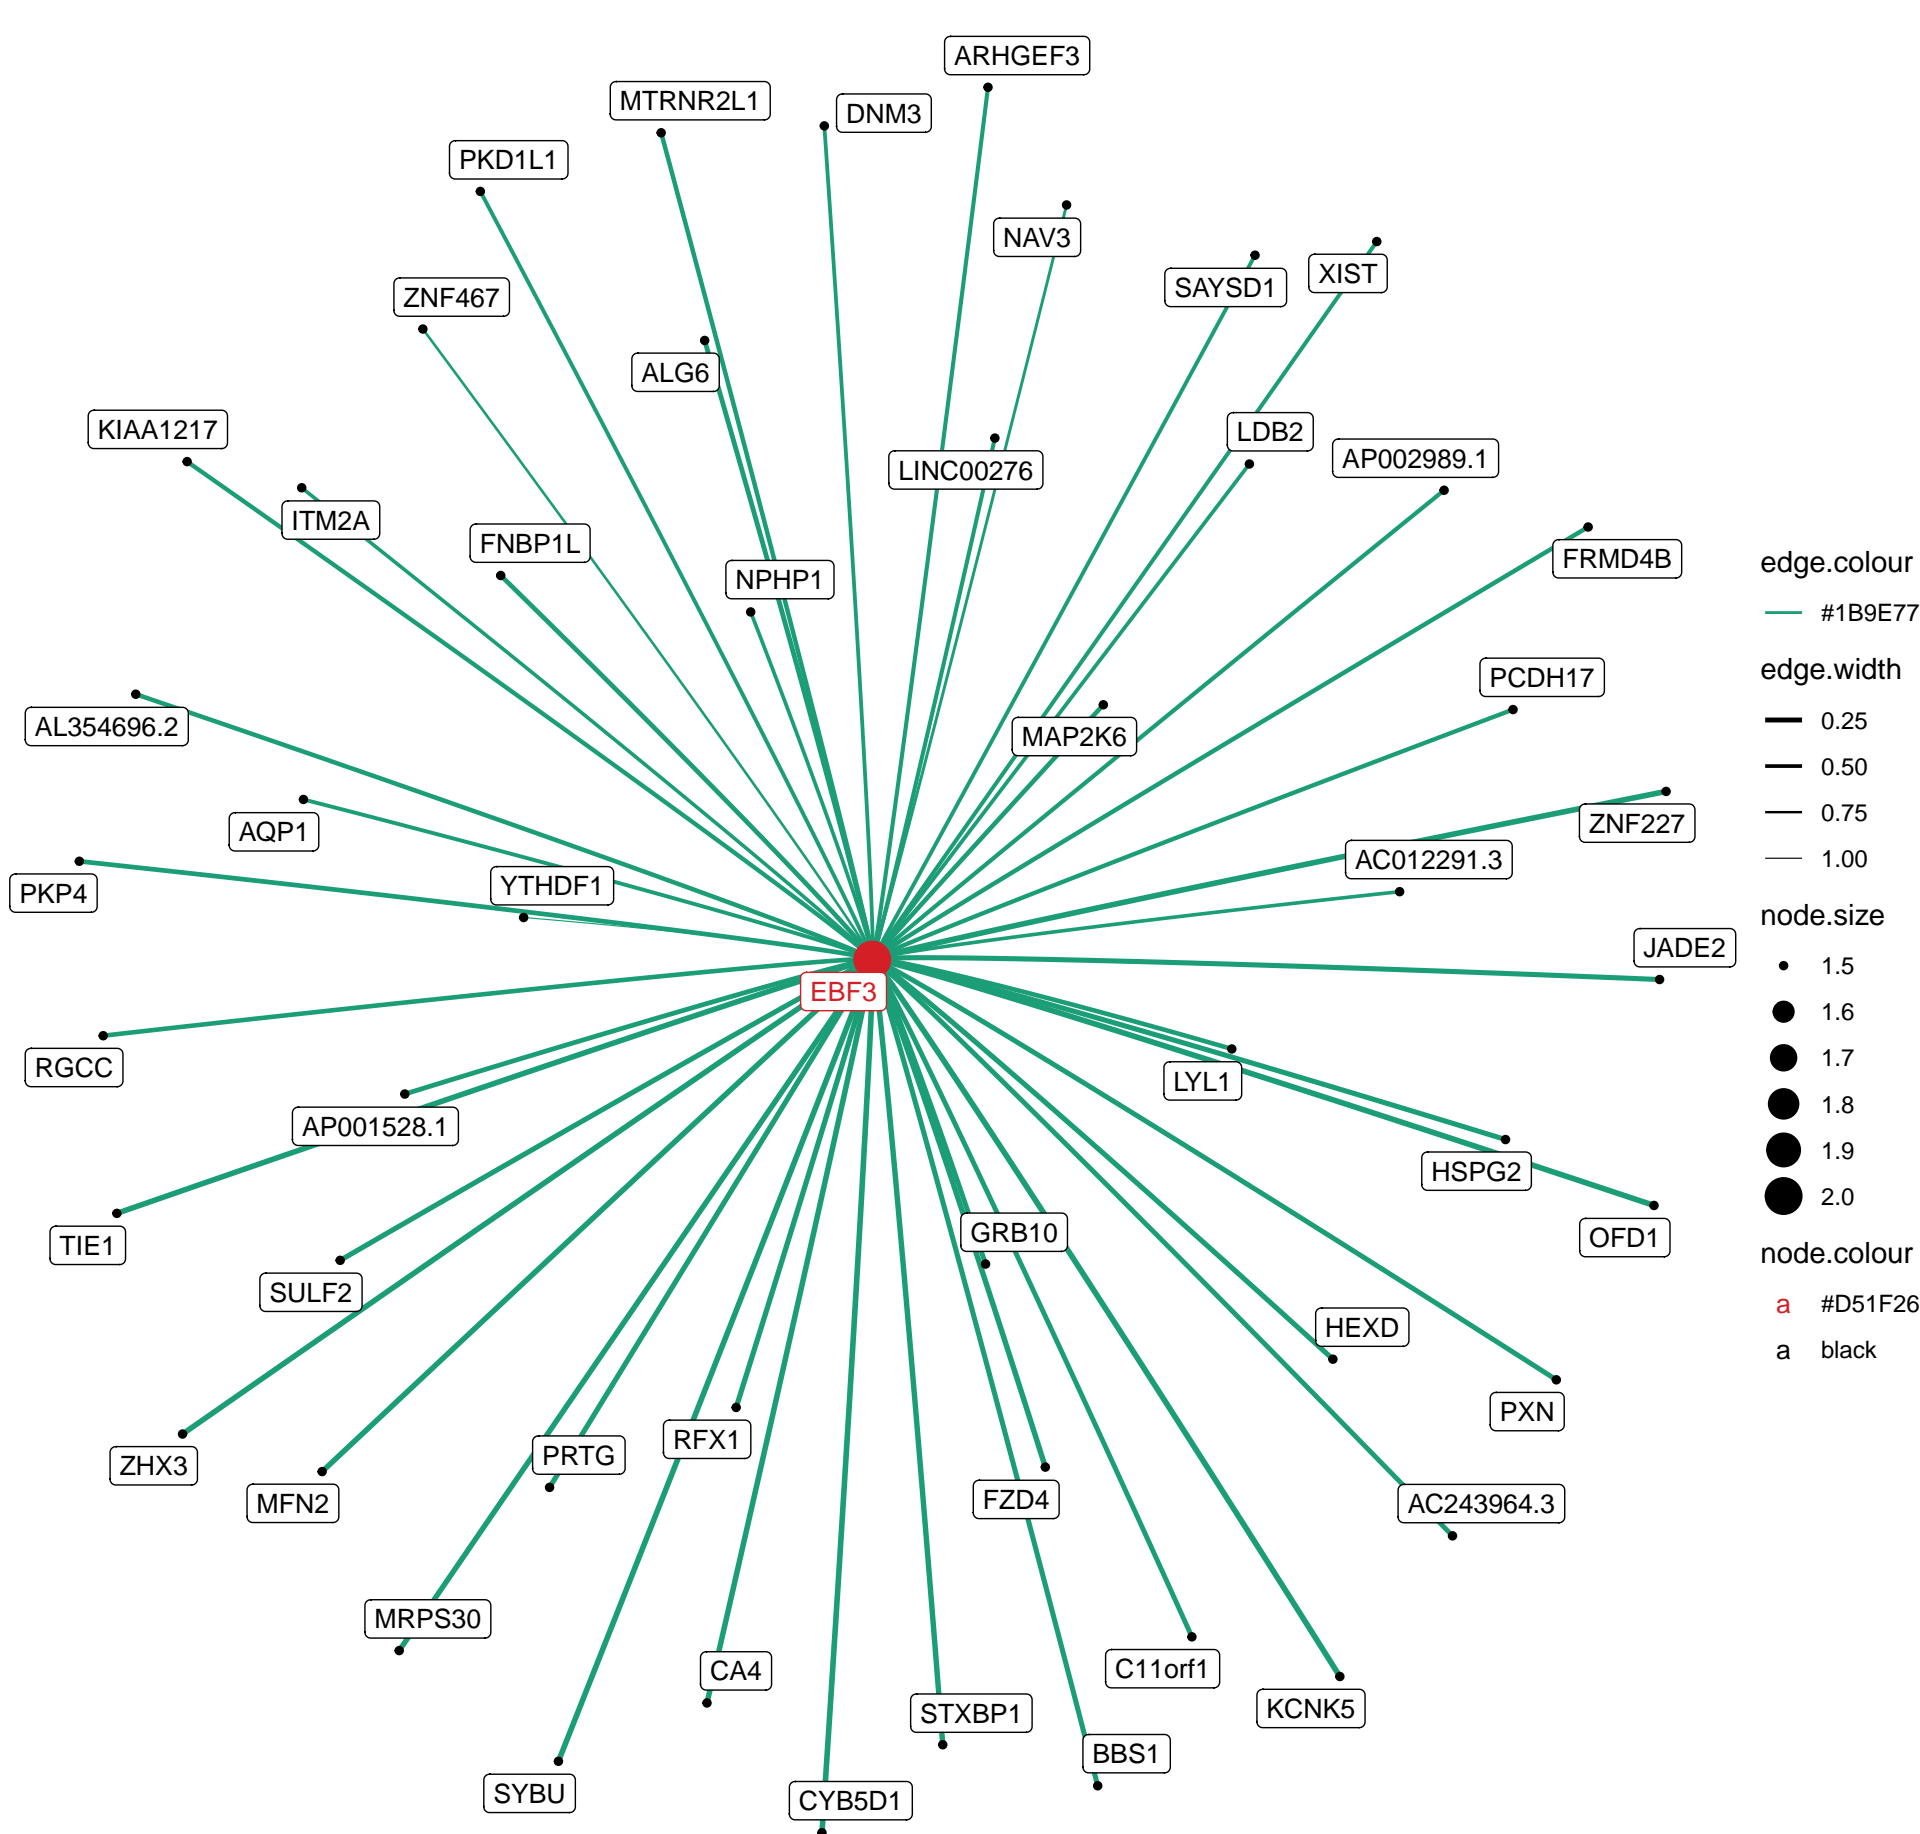 ARHGEF3
MTRNR2L1
DNM3
PKD1L1
NAV3
XIST
SAYSD1
ZNF467
ALG6
KIAA1217
LDB2
AP002989.1
LINC00276
ITM2A
FNBP1L
FRMD4B
NPHP1
PCDH17
AL354696.2
MAP2K6
ZNF227
AQP1
AC012291.3
YTHDF1
PKP4
JADE2
EBF3
RGCC
LYL1
AP001528.1
HSPG2
GRB10
OFD1
TIE1
SULF2
HEXD
PXN
RFX1
PRTG
ZHX3
FZD4
MFN2
AC243964.3
MRPS30
C11orf1
CA4
KCNK5
STXBP1
BBS1
SYBU
CYB5D1
edge.colour
#1B9E77
edge.width
0.25
0.50
0.75
1.00
node.size
1.5
1.6
1.7
1.8
1.9
2.0
node.colour
a #D51F26
a black